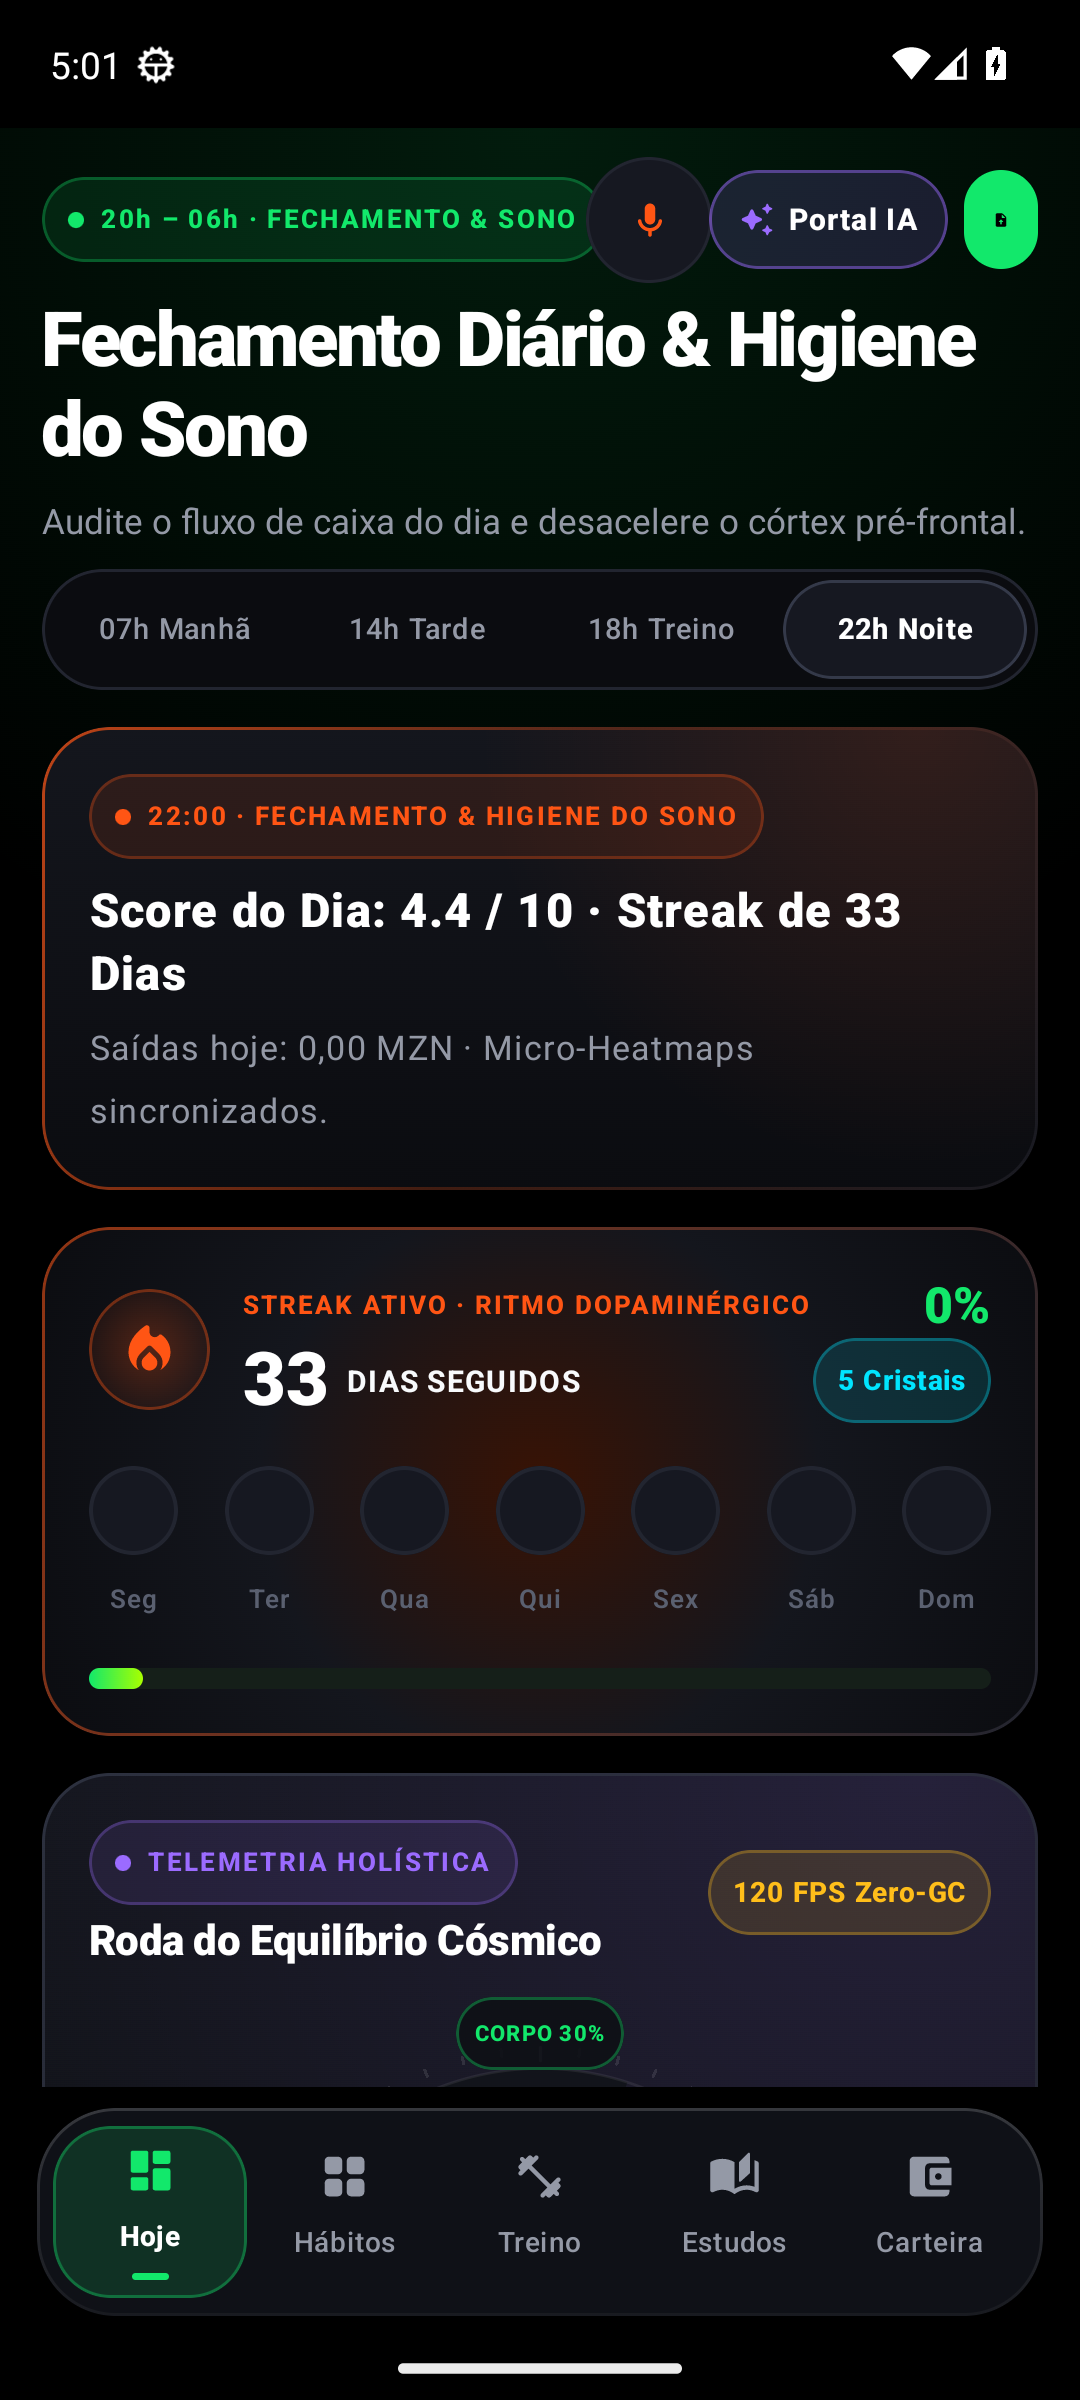 5:01
20h – 06h · FECHAMENTO & SONO
Portal IA
Fechamento Diário & Higiene
do Sono
Audite o fluxo de caixa do dia e desacelere o córtex pré-frontal.
07h Manhã
14h Tarde
18h Treino
22h Noite
22:00 · FECHAMENTO & HIGIENE DO SONO
Score do Dia: 4.4 / 10 · Streak de 33
Dias
Saídas hoje: 0,00 MZN · Micro-Heatmaps
sincronizados.
STREAK ATIVO · RITMO DOPAMINÉRGICO
0%
33 DIAS SEGUIDOS
5 Cristais
Seg
Ter
Qua
Qui
Sex
Sáb
Dom
TELEMETRIA HOLÍSTICA
120 FPS Zero-GC
Roda do Equilíbrio Cósmico
CORPO 30%
Hoje
Hábitos
Treino
Estudos
Carteira